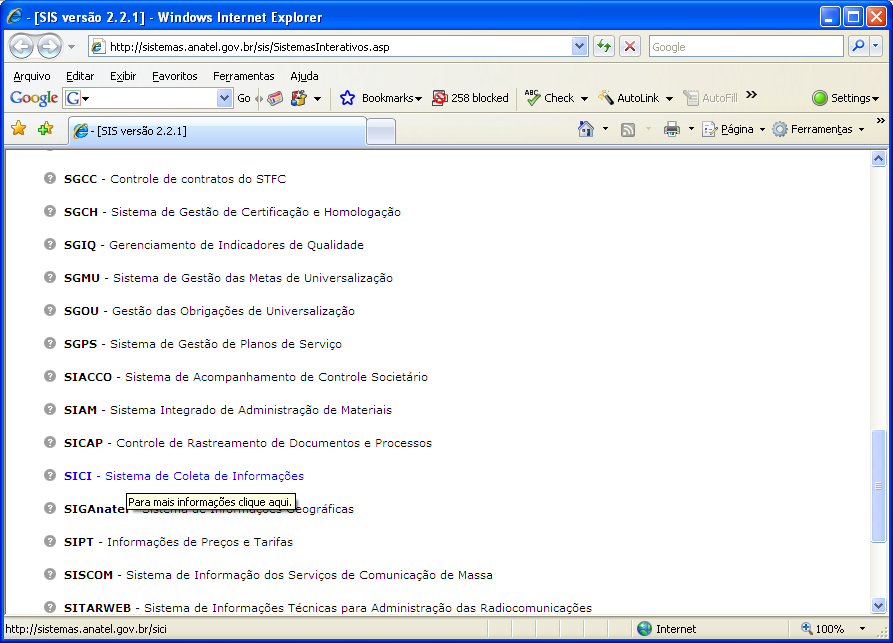 - [SIS versão 2.2.1] - Windows Internet Explorer
http://sistemas.anatel.gov.br/sis/SistemasInterativos.asp
Google
Arquivo Editar Exibir Favoritos Ferramentas Ajuda
Google G Go Bookmarks 258 blocked ABC Check AutoLink AutoFill » Settings
- [SIS versão 2.2.1] Página Ferramentas »
SGCC - Controle de contratos do STFC
SGCH - Sistema de Gestão de Certificação e Homologação
SGIQ - Gerenciamento de Indicadores de Qualidade
SGMU - Sistema de Gestão das Metas de Universalização
SGOU - Gestão das Obrigações de Universalização
SGPS - Sistema de Gestão de Planos de Serviço
SIACCO - Sistema de Acompanhamento de Controle Societário
SIAM - Sistema Integrado de Administração de Materiais
SICAP - Controle de Rastreamento de Documentos e Processos
SICI - Sistema de Coleta de Informações
Para mais informações clique aqui.
SIGAnatel - Sistema de Informações Geográficas
SIPT - Informações de Preços e Tarifas
SISCOM - Sistema de Informação dos Serviços de Comunicação de Massa
SITARWEB - Sistema de Informações Técnicas para Administração das Radiocomunicações
http://sistemas.anatel.gov.br/sici Internet 100%